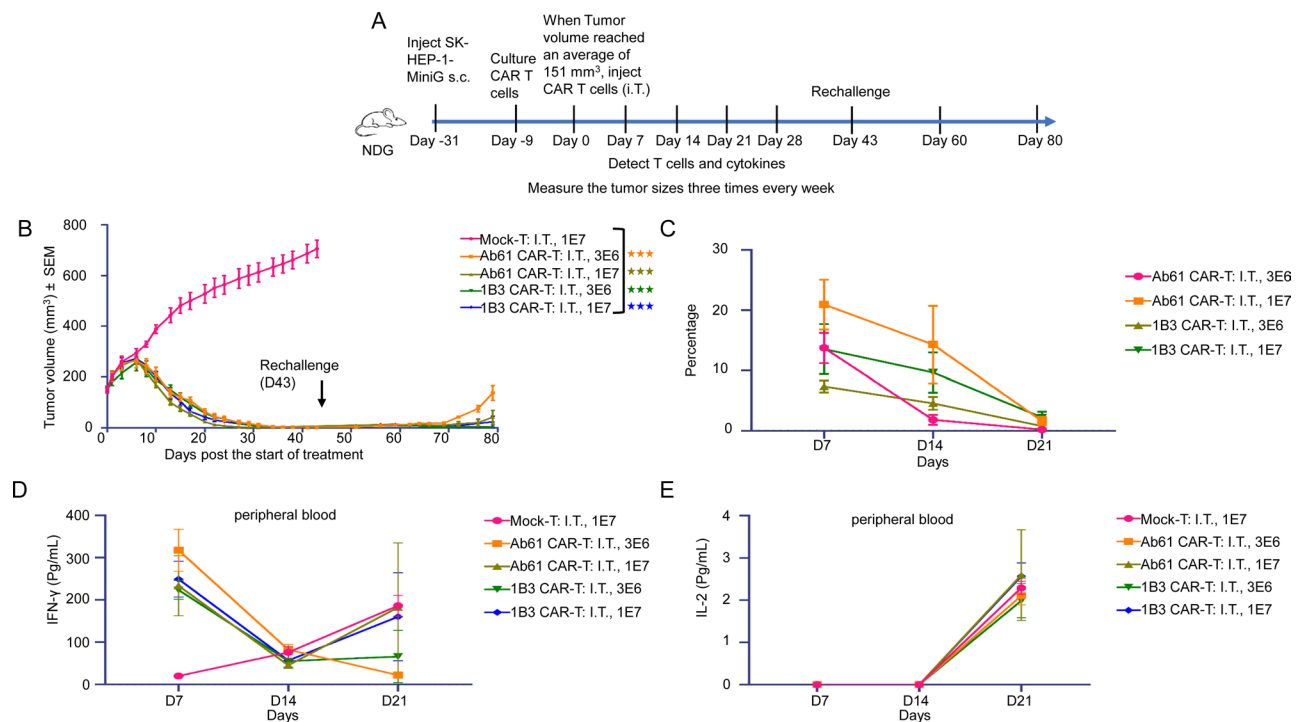 A
Inject SK-
HEP-1-
MiniG s.c.
Culture
CAR T
cells
When Tumor
volume reached
an average of
151 mm³, inject
CAR T cells (i.T.)
Rechallenge
NDG
Day -31
Day -9
Day 0
Day 7
Day 14
Day 21
Day 28
Day 43
Day 60
Day 80
Detect T cells and cytokines
Measure the tumor sizes three times every week
B
Tumor volume (mm³) ± SEM
800
600
400
200
0
0
10
20
30
40
50
60
70
80
Days post the start of treatment
Rechallenge
(D43)
Mock-T: I.T., 1E7
Ab61 CAR-T: I.T., 3E6 ★★★
Ab61 CAR-T: I.T., 1E7 ★★★
1B3 CAR-T: I.T., 3E6 ★★★
1B3 CAR-T: I.T., 1E7 ★★★
C
Percentage
30
20
10
0
D7
D14
D21
Days
Ab61 CAR-T: I.T., 3E6
Ab61 CAR-T: I.T., 1E7
1B3 CAR-T: I.T., 3E6
1B3 CAR-T: I.T., 1E7
D
peripheral blood
IFN-γ (Pg/mL)
400
300
200
100
0
D7
D14
D21
Days
Mock-T: I.T., 1E7
Ab61 CAR-T: I.T., 3E6
Ab61 CAR-T: I.T., 1E7
1B3 CAR-T: I.T., 3E6
1B3 CAR-T: I.T., 1E7
E
peripheral blood
IL-2 (Pg/mL)
4
3
2
1
0
D7
D14
D21
Days
Mock-T: I.T., 1E7
Ab61 CAR-T: I.T., 3E6
Ab61 CAR-T: I.T., 1E7
1B3 CAR-T: I.T., 3E6
1B3 CAR-T: I.T., 1E7